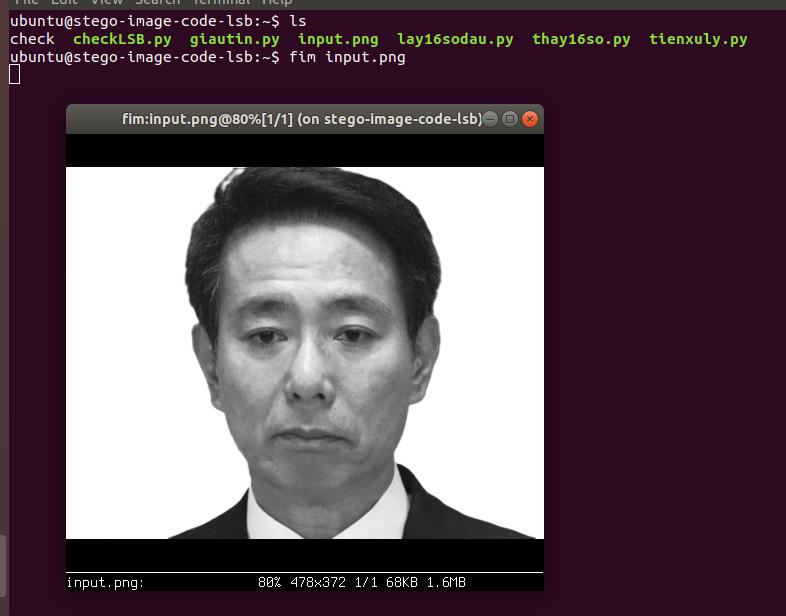 File Edit View Search Terminal Help
ubuntu@stego-image-code-lsb:~$ ls
check checkLSB.py giautin.py input.png lay16sodau.py thay16so.py tienxuly.py
ubuntu@stego-image-code-lsb:~$ fim input.png
fim:input.png@80%[1/1] (on stego-image-code-lsb)
input.png: 80% 478x372 1/1 68KB 1.6MB